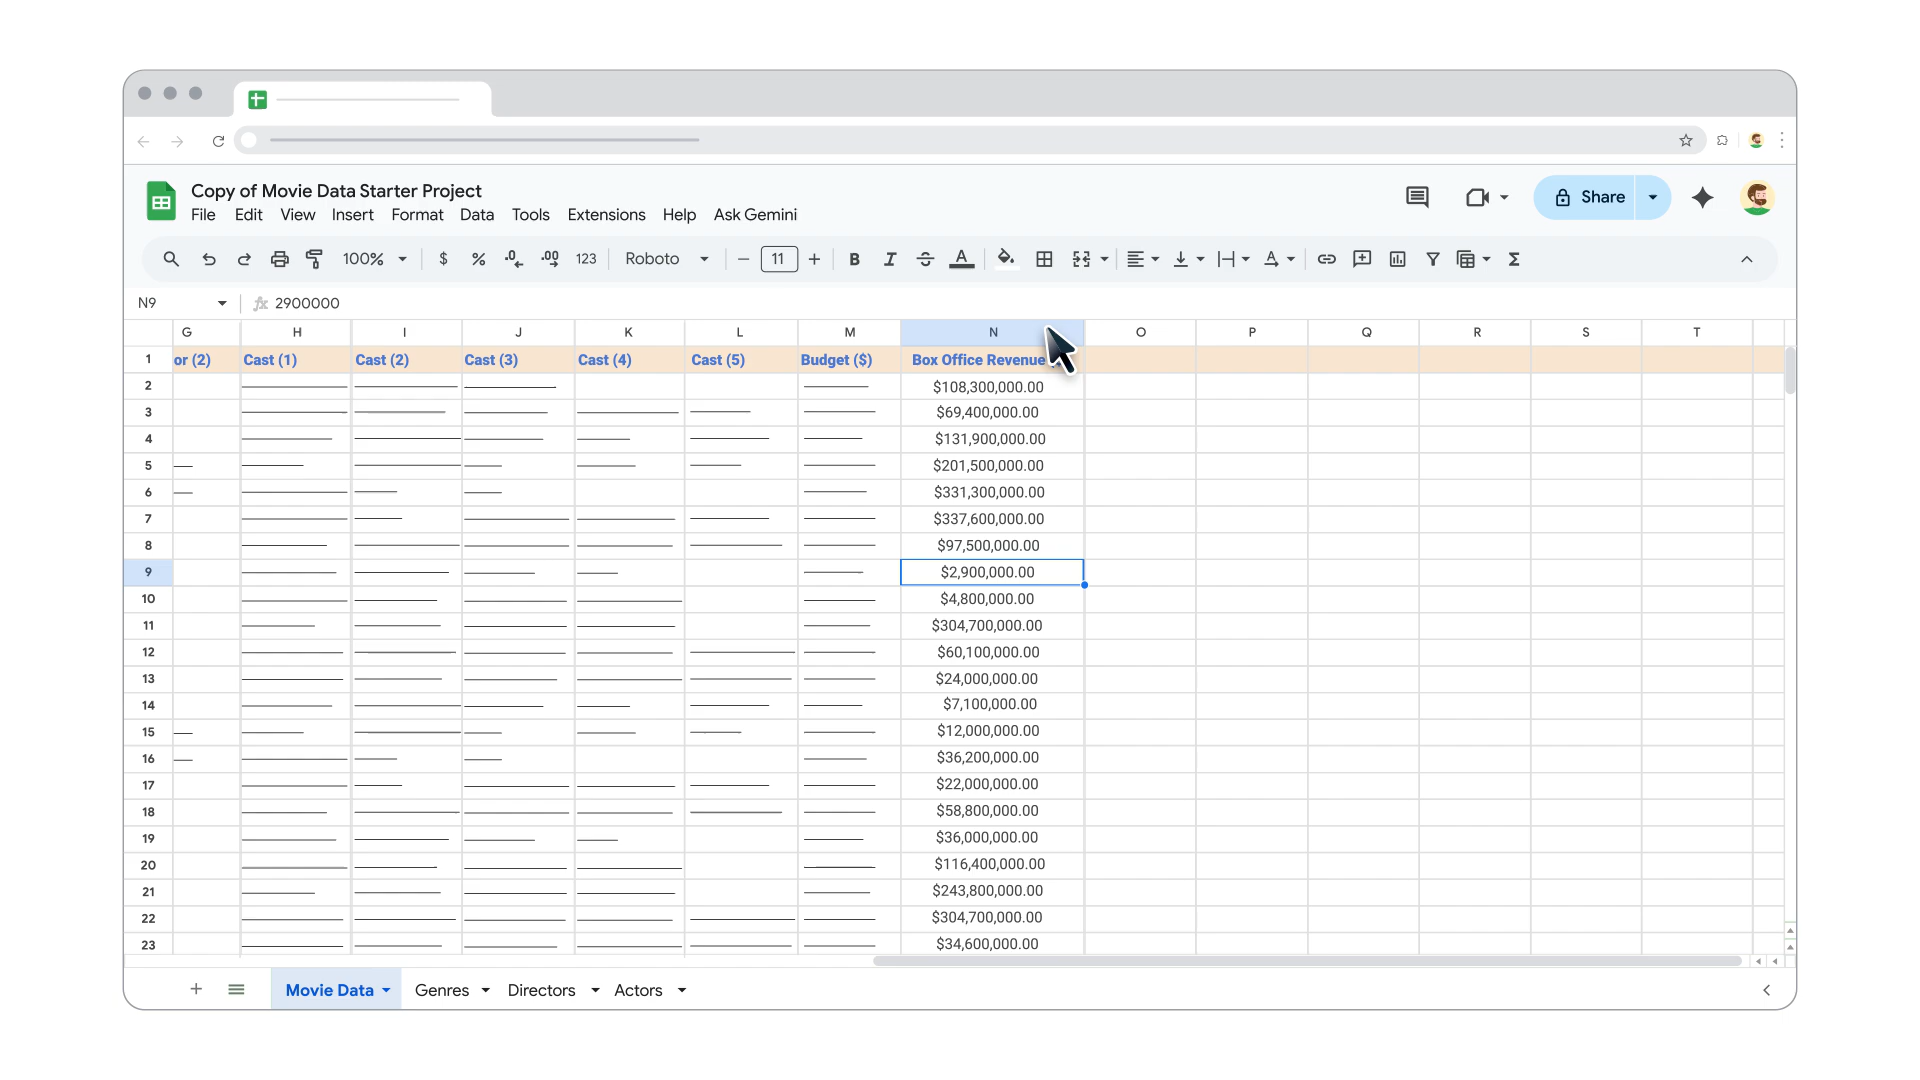 Copy of Movie Data Starter Project
File Edit View Insert Format Data Tools Extensions Help Ask Gemini
Share
100% $ % .0 .00 123 Roboto 11 B I A Σ
N9 fx 2900000
G H I J K L M N O P Q R S T
1 or (2) Cast (1) Cast (2) Cast (3) Cast (4) Cast (5) Budget ($) Box Office Revenue
2 $108,300,000.00
3 $69,400,000.00
4 $131,900,000.00
5 $201,500,000.00
6 $331,300,000.00
7 $337,600,000.00
8 $97,500,000.00
9 $2,900,000.00
10 $4,800,000.00
11 $304,700,000.00
12 $60,100,000.00
13 $24,000,000.00
14 $7,100,000.00
15 $12,000,000.00
16 $36,200,000.00
17 $22,000,000.00
18 $58,800,000.00
19 $36,000,000.00
20 $116,400,000.00
21 $243,800,000.00
22 $304,700,000.00
23 $34,600,000.00
Movie Data Genres Directors Actors